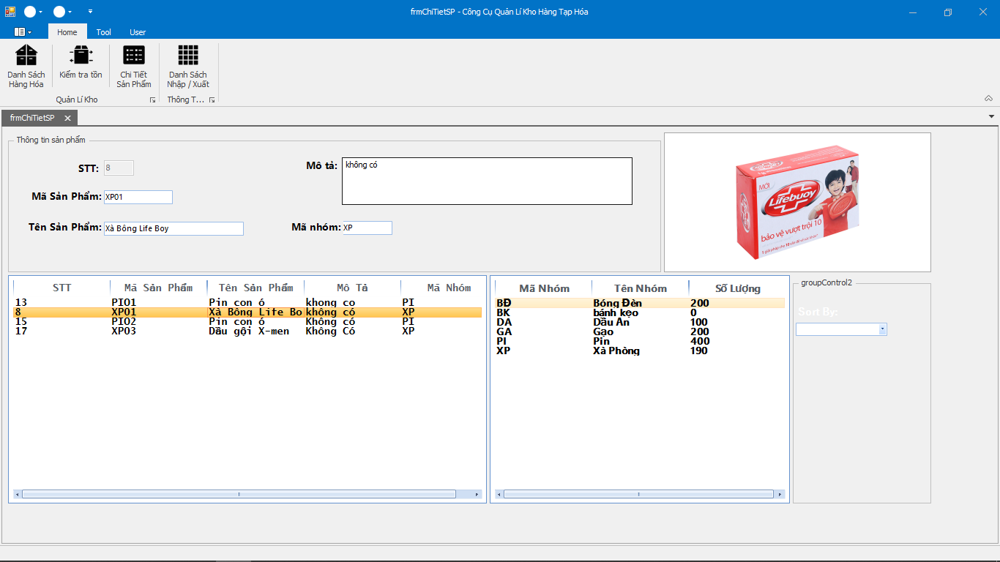 frmChiTietSP - Công Cụ Quản Lí Kho Hàng Tạp Hóa
Home Tool User
Danh Sách Hàng Hóa
Kiểm tra tồn
Chi Tiết Sản Phẩm
Danh Sách Nhập / Xuất
Quản Lí Kho
Thông T...
frmChiTietSP
Thông tin sản phẩm
STT: 8
Mô tả: không có
Mã Sản Phẩm: XP01
Tên Sản Phẩm: Xà Bông Life Boy
Mã nhóm: XP
MỚI
Lifebuoy
bảo vệ vượt trội 10
STT Mã Sản Phẩm Tên Sản Phẩm Mô Tả Mã Nhóm
13 PI01 Pin con ó khong co PI
8 XP01 Xà Bông Life Bo không có XP
15 PI02 Pin con ó Không có PI
17 XP03 Dầu gội X-men Không Có XP
Mã Nhóm Tên Nhóm Số Lượng
BĐ Bóng Đèn 200
BK bánh kẹo 0
DA Dầu Ăn 100
GA Gạo 200
PI Pin 400
XP Xà Phòng 190
groupControl2
Sort By: